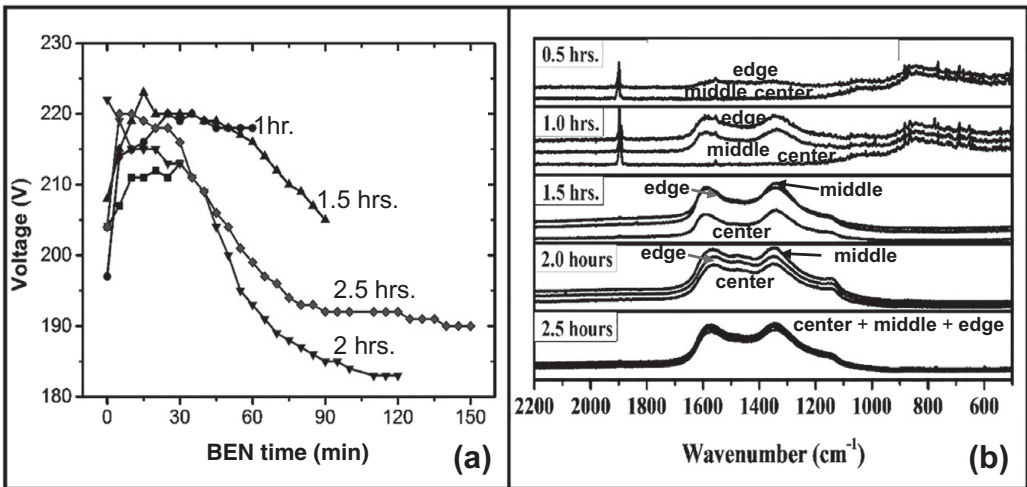 230
220
210
200
190
180
Voltage (V)
1hr.
1.5 hrs.
2.5 hrs.
2 hrs.
0 30 60 90 120 150
BEN time (min)
(a)
0.5 hrs.
edge
middle center
1.0 hrs.
edge
middle
center
1.5 hrs.
edge
middle
center
2.0 hours
edge
middle
center
2.5 hours
center + middle + edge
2200 1800 1600 1400 1200 1000 800 600
Wavenumber (cm⁻¹)
(b)